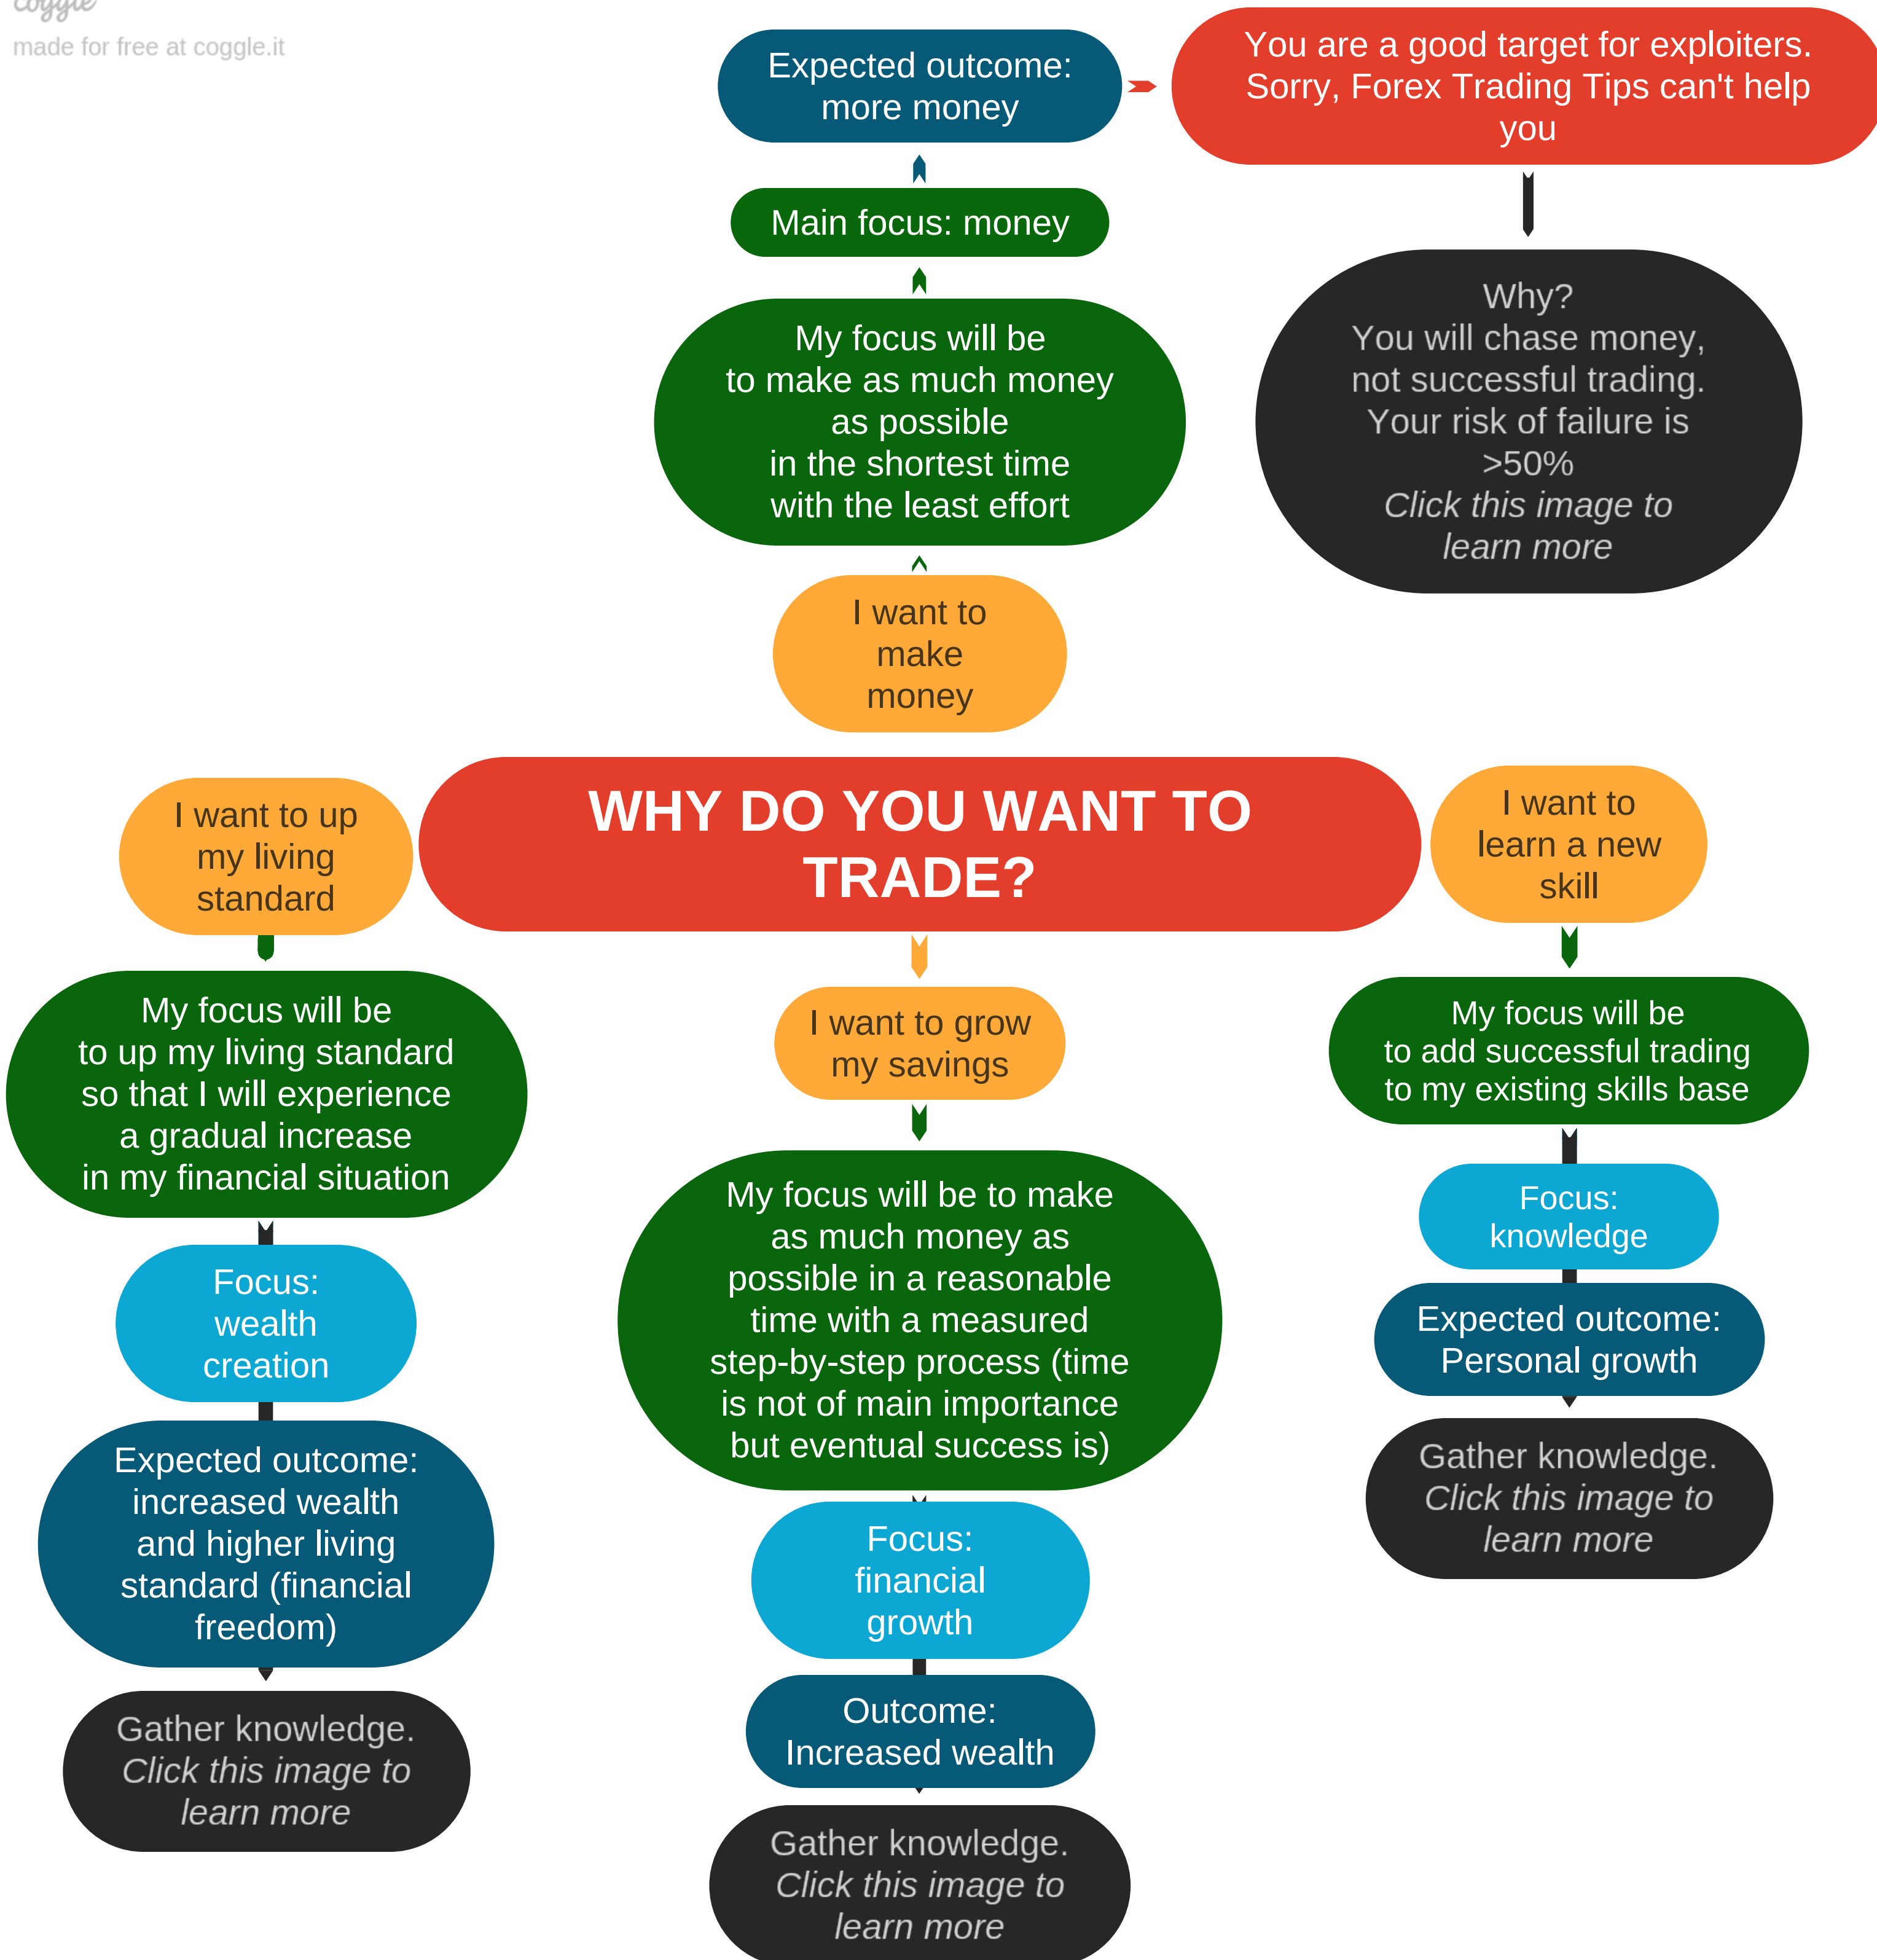 coggle
made for free at coggle.it
Expected outcome:
more money
You are a good target for exploiters.
Sorry, Forex Trading Tips can't help
you
Main focus: money
Why?
You will chase money,
not successful trading.
Your risk of failure is
>50%
Click this image to
learn more
My focus will be
to make as much money
as possible
in the shortest time
with the least effort
I want to
make
money
WHY DO YOU WANT TO
TRADE?
I want to up
my living
standard
My focus will be
to up my living standard
so that I will experience
a gradual increase
in my financial situation
Focus:
wealth
creation
Expected outcome:
increased wealth
and higher living
standard (financial
freedom)
Gather knowledge.
Click this image to
learn more
I want to grow
my savings
My focus will be to make
as much money as
possible in a reasonable
time with a measured
step-by-step process (time
is not of main importance
but eventual success is)
Focus:
financial
growth
Outcome:
Increased wealth
Gather knowledge.
Click this image to
learn more
I want to
learn a new
skill
My focus will be
to add successful trading
to my existing skills base
Focus:
knowledge
Expected outcome:
Personal growth
Gather knowledge.
Click this image to
learn more